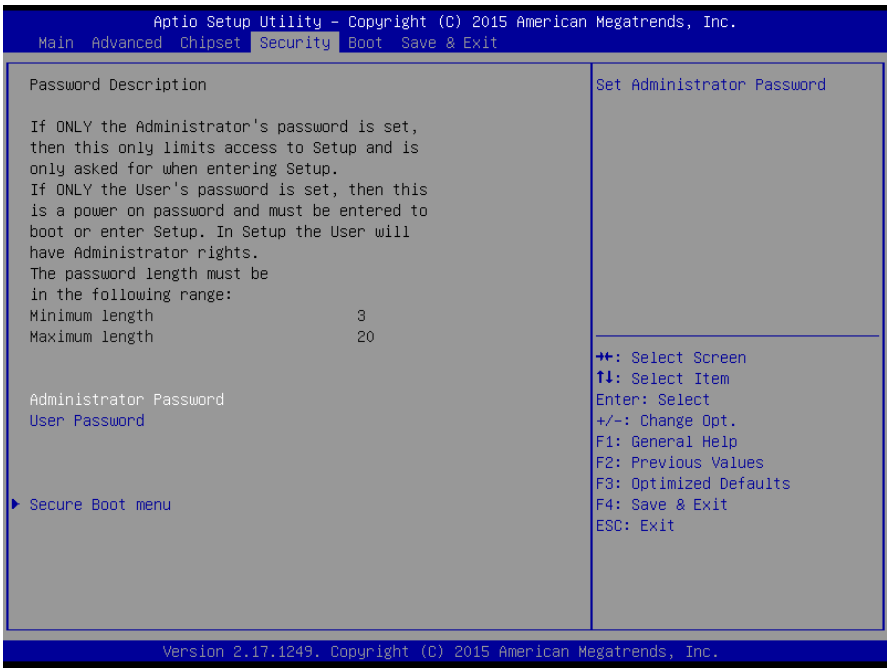 Aptio Setup Utility – Copyright (C) 2015 American Megatrends, Inc.
Main Advanced Chipset Security Boot Save & Exit
Password Description
If ONLY the Administrator's password is set,
then this only limits access to Setup and is
only asked for when entering Setup.
If ONLY the User's password is set, then this
is a power on password and must be entered to
boot or enter Setup. In Setup the User will
have Administrator rights.
The password length must be
in the following range:
Minimum length 3
Maximum length 20
Administrator Password
User Password
Secure Boot menu
Set Administrator Password
→←: Select Screen
↑↓: Select Item
Enter: Select
+/-: Change Opt.
F1: General Help
F2: Previous Values
F3: Optimized Defaults
F4: Save & Exit
ESC: Exit
Version 2.17.1249. Copyright (C) 2015 American Megatrends, Inc.